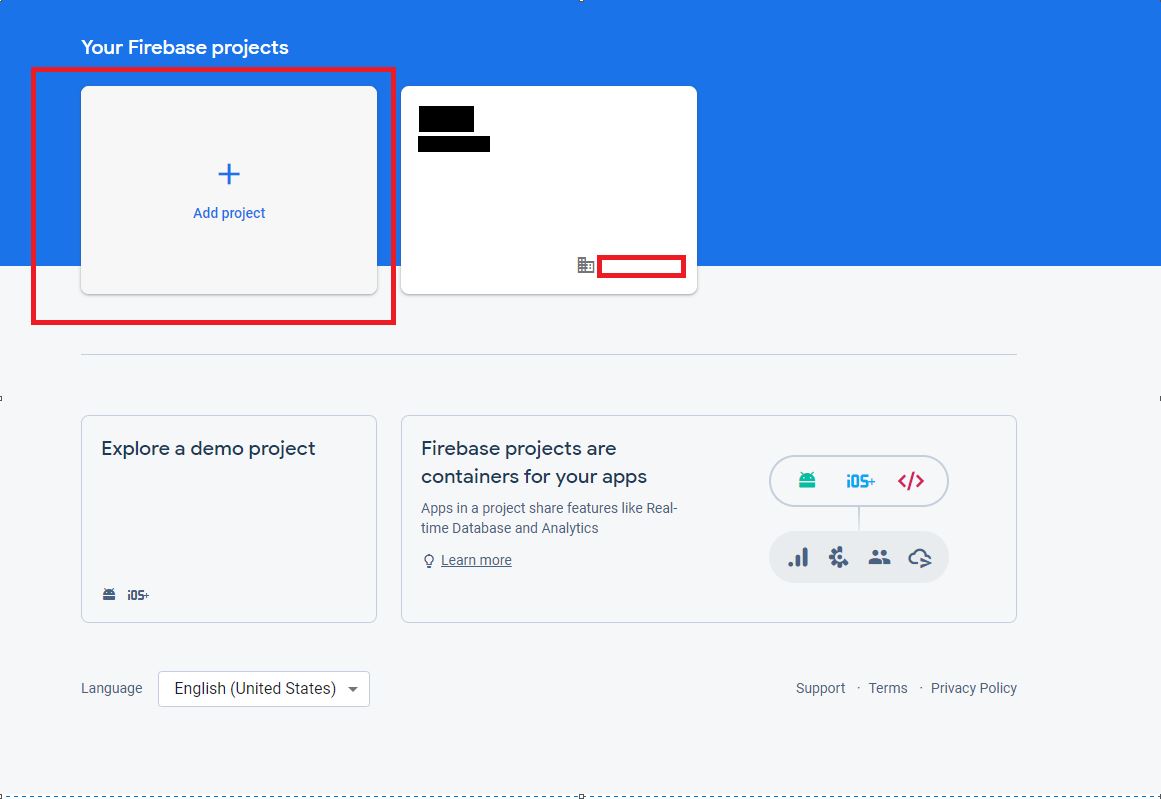 Your Firebase projects
Add project
Explore a demo project
iOS+
Firebase projects are
containers for your apps
Apps in a project share features like Real-
time Database and Analytics
Learn more
iOS+ </>
Language
English (United States)
Support · Terms · Privacy Policy